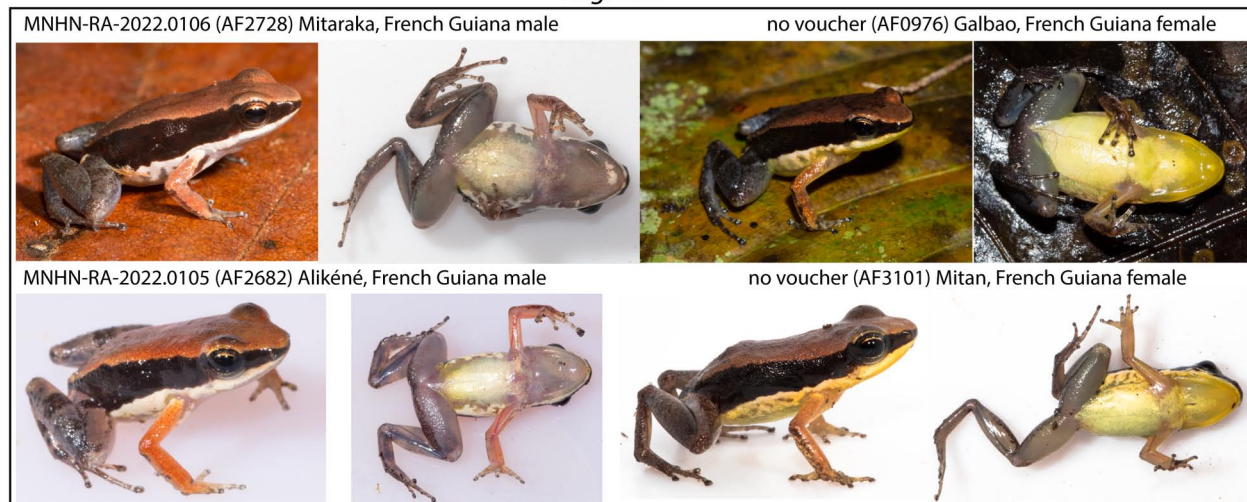 MNHN-RA-2022.0106 (AF2728) Mitaraka, French Guiana male
no voucher (AF0976) Galbao, French Guiana female
MNHN-RA-2022.0105 (AF2682) Alikéné, French Guiana male
no voucher (AF3101) Mitan, French Guiana female